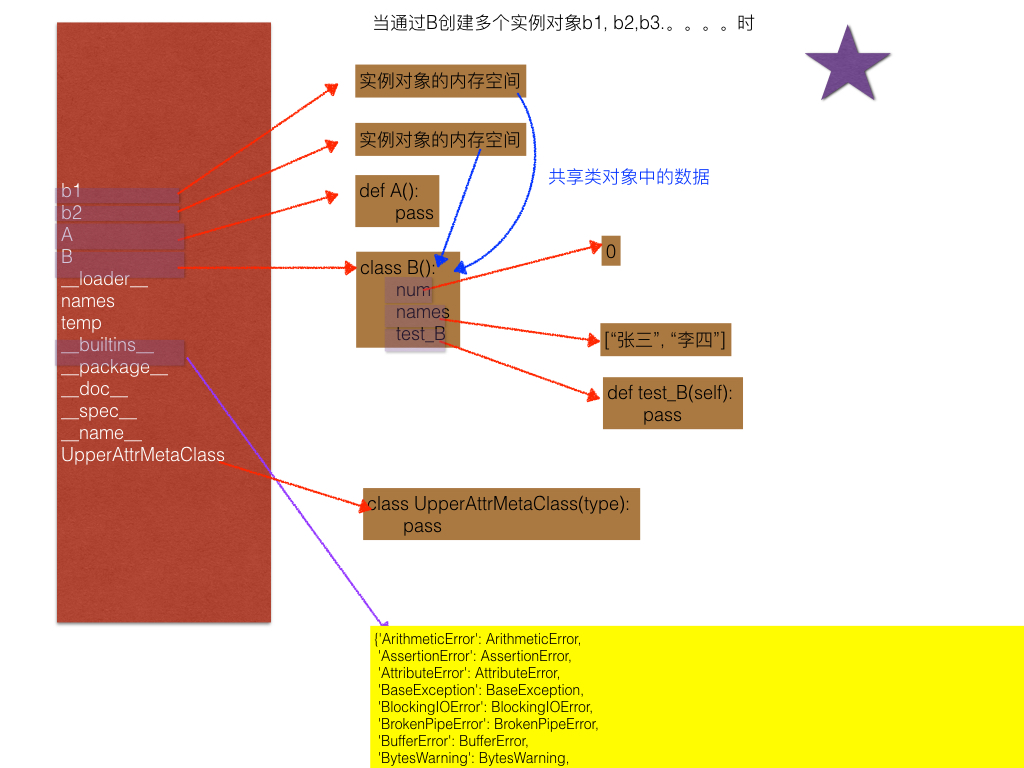 当通过B创建多个实例对象b1, b2,b3.。。。。时
实例对象的内存空间
实例对象的内存空间
共享类对象中的数据
def A():
pass
b1
b2
A
B
__loader__
names
temp
__builtins__
__package__
__doc__
__spec__
__name__
UpperAttrMetaClass
class B():
num
names
test_B
0
[“张三”, “李四”]
def test_B(self):
pass
class UpperAttrMetaClass(type):
pass
{'ArithmeticError': ArithmeticError,
'AssertionError': AssertionError,
'AttributeError': AttributeError,
'BaseException': BaseException,
'BlockingIOError': BlockingIOError,
'BrokenPipeError': BrokenPipeError,
'BufferError': BufferError,
'BytesWarning': BytesWarning,